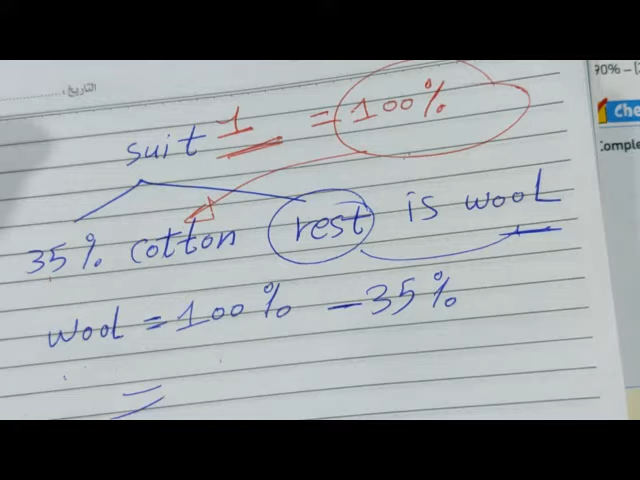 التاريخ:
suit 1 = 100%
35% cotton rest is wool
wool = 100% - 35%
=
90% -
Che
Comple